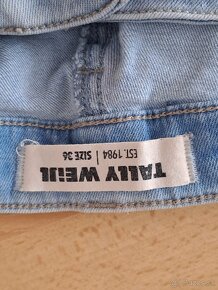 TALLY WEiJL
EST. 1984 | SIZE 36